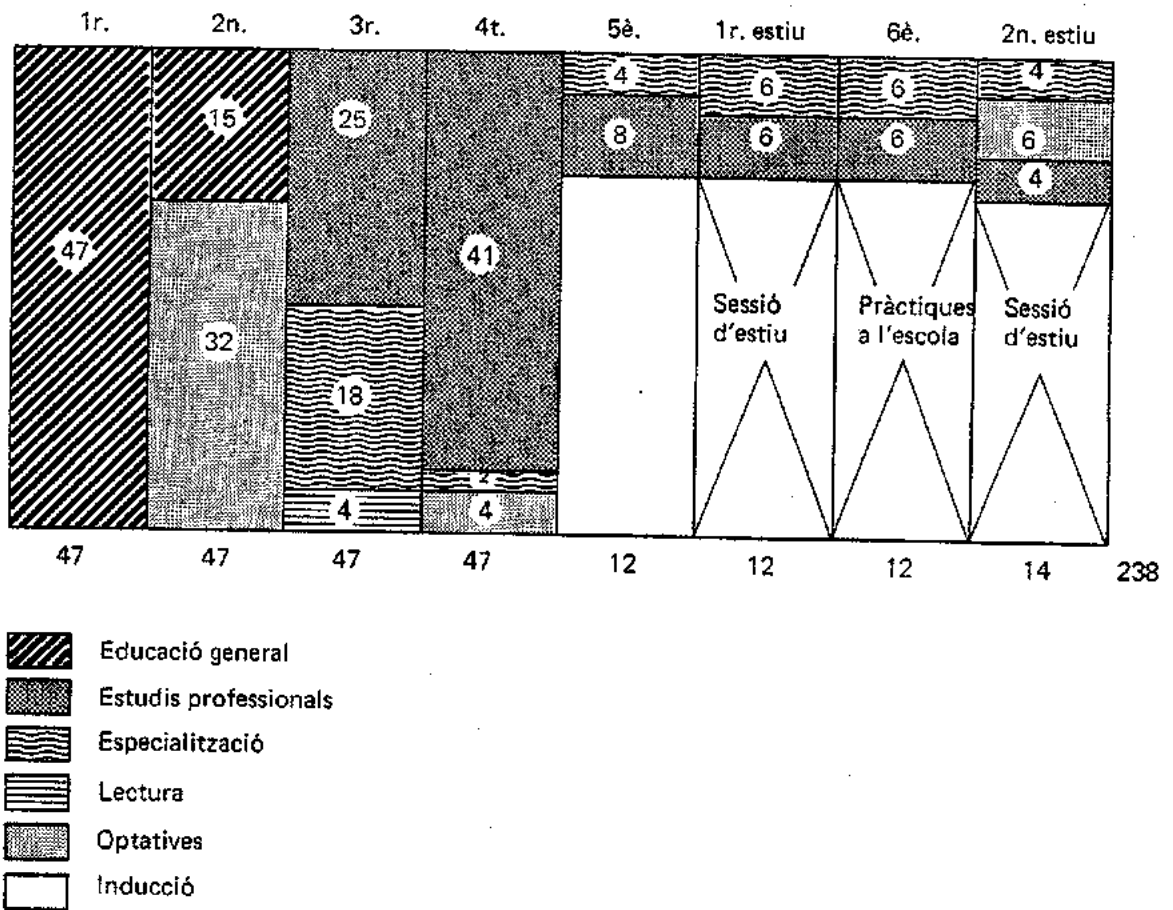 1r. 2n. 3r. 4t. 5è. 1r. estiu 6è. 2n. estiu
4 6 6 4
15 25 8 6 6 6
4
47 41
32 Sessió Pràctiques Sessió
d'estiu a l'escola d'estiu
18
2
4 4
47 47 47 47 12 12 12 14 238
Educació general
Estudis professionals
Especialització
Lectura
Optatives
Inducció